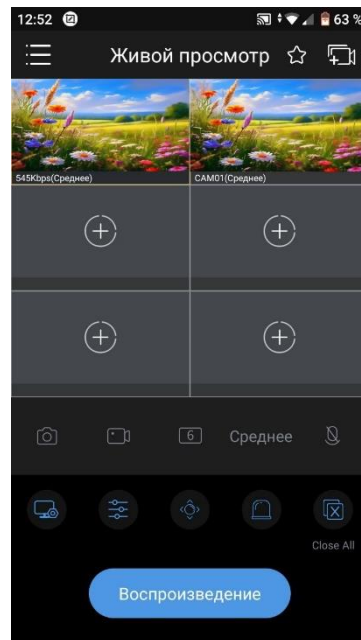 12:52 63 %
Живой просмотр
545Kbps(Среднее) CAM01(Среднее)
6 Среднее
Close All
Воспроизведение